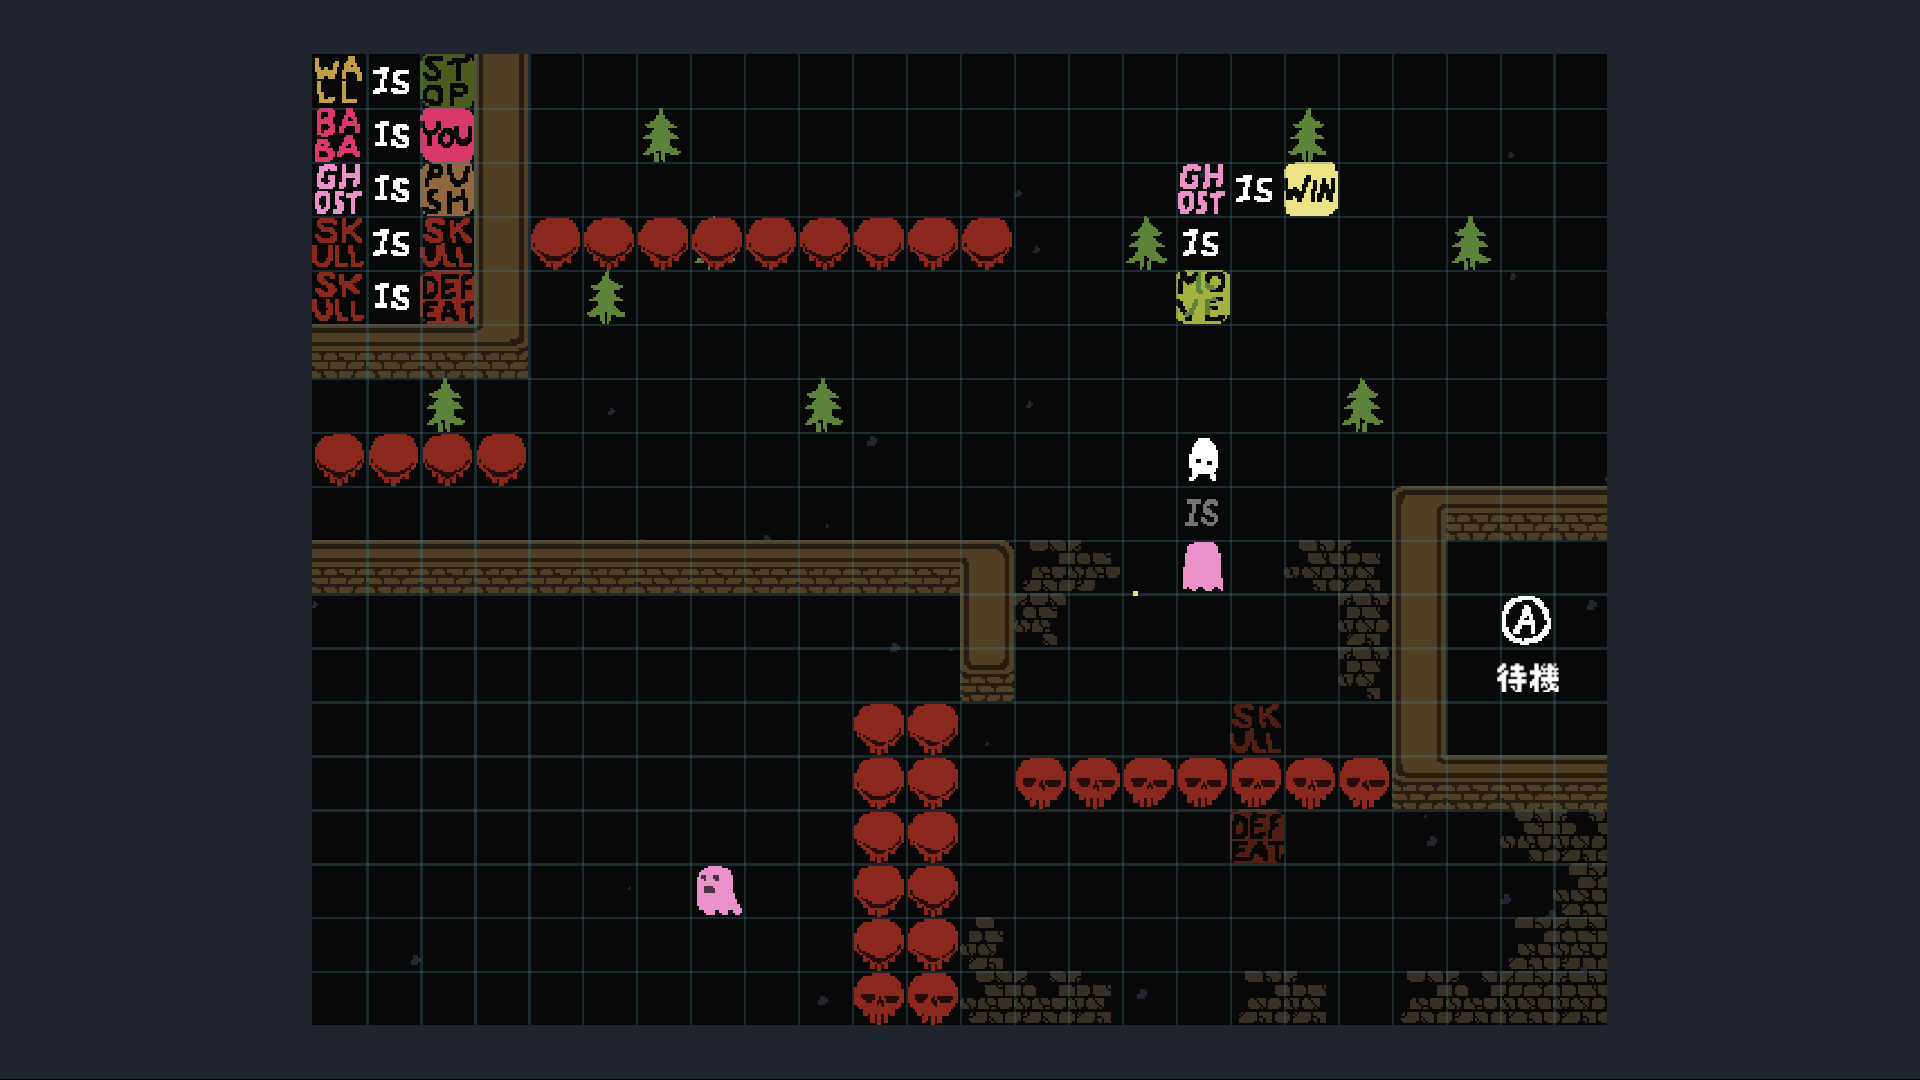 WALL IS STOP
BABA IS YOU
GHOST IS PUSH
GHOST IS WIN
SKULL IS SKULL
IS
SKULL IS DEFEAT
MOVE
IS
A
待機
SKULL
DEFEAT